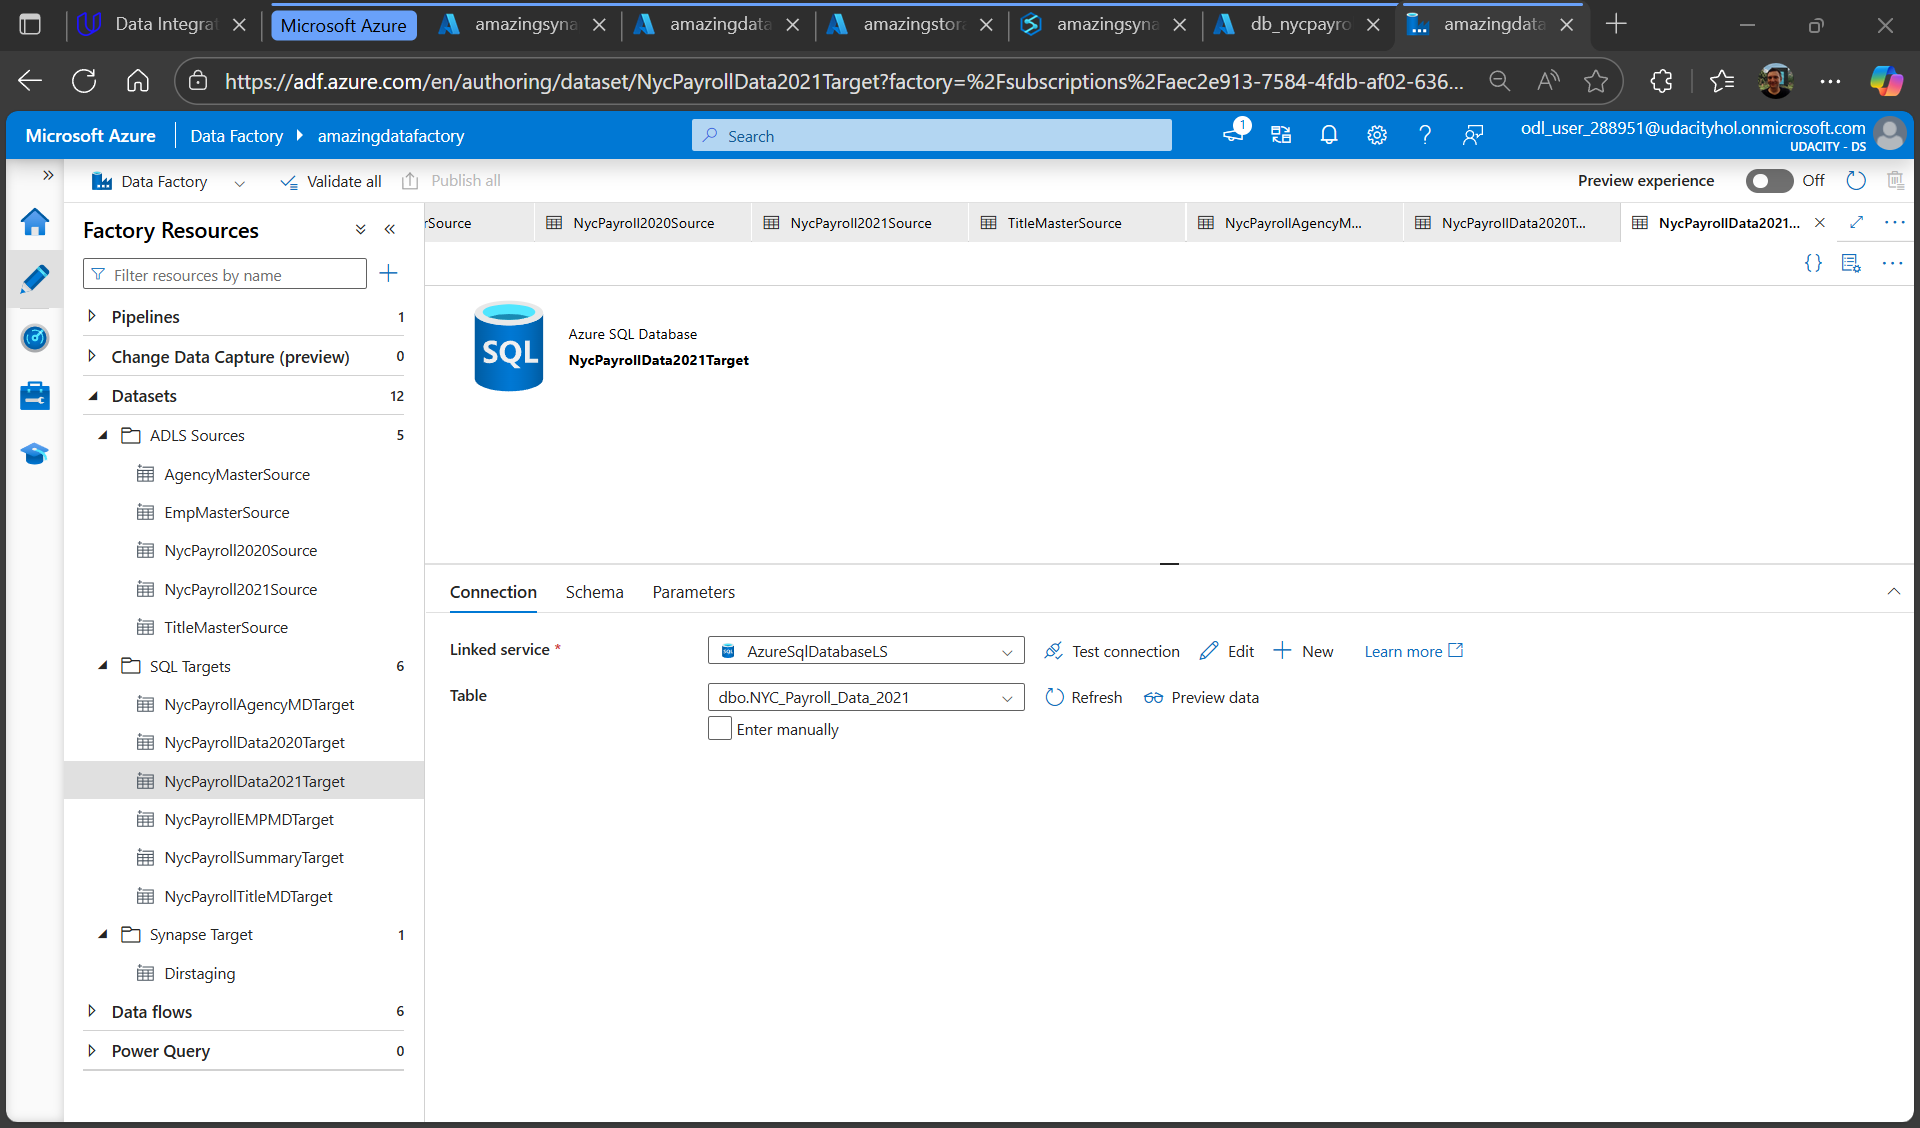 Data Integrat
Microsoft Azure
amazingsyna
amazingdata
amazingstora
amazingsyna
db_nycpayro
amazingdata
https://adf.azure.com/en/authoring/dataset/NycPayrollData2021Target?factory=%2Fsubscriptions%2Faec2e913-7584-4fdb-af02-636...
Microsoft Azure
Data Factory
amazingdatafactory
Search
1
odl_user_288951@udacityhol.onmicrosoft.com
UDACITY - DS
Data Factory
Validate all
Publish all
Preview experience
Off
Factory Resources
Filter resources by name
Pipelines 1
Change Data Capture (preview) 0
Datasets 12
ADLS Sources 5
AgencyMasterSource
EmpMasterSource
NycPayroll2020Source
NycPayroll2021Source
TitleMasterSource
SQL Targets 6
NycPayrollAgencyMDTarget
NycPayrollData2020Target
NycPayrollData2021Target
NycPayrollEMPMDTarget
NycPayrollSummaryTarget
NycPayrollTitleMDTarget
Synapse Target 1
Dirstaging
Data flows 6
Power Query 0
rSource
NycPayroll2020Source
NycPayroll2021Source
TitleMasterSource
NycPayrollAgencyM...
NycPayrollData2020T...
NycPayrollData2021...
{}
SQL
Azure SQL Database
NycPayrollData2021Target
Connection
Schema
Parameters
Linked service *
AzureSqlDatabaseLS
Test connection
Edit
New
Learn more
Table
dbo.NYC_Payroll_Data_2021
Refresh
Preview data
Enter manually